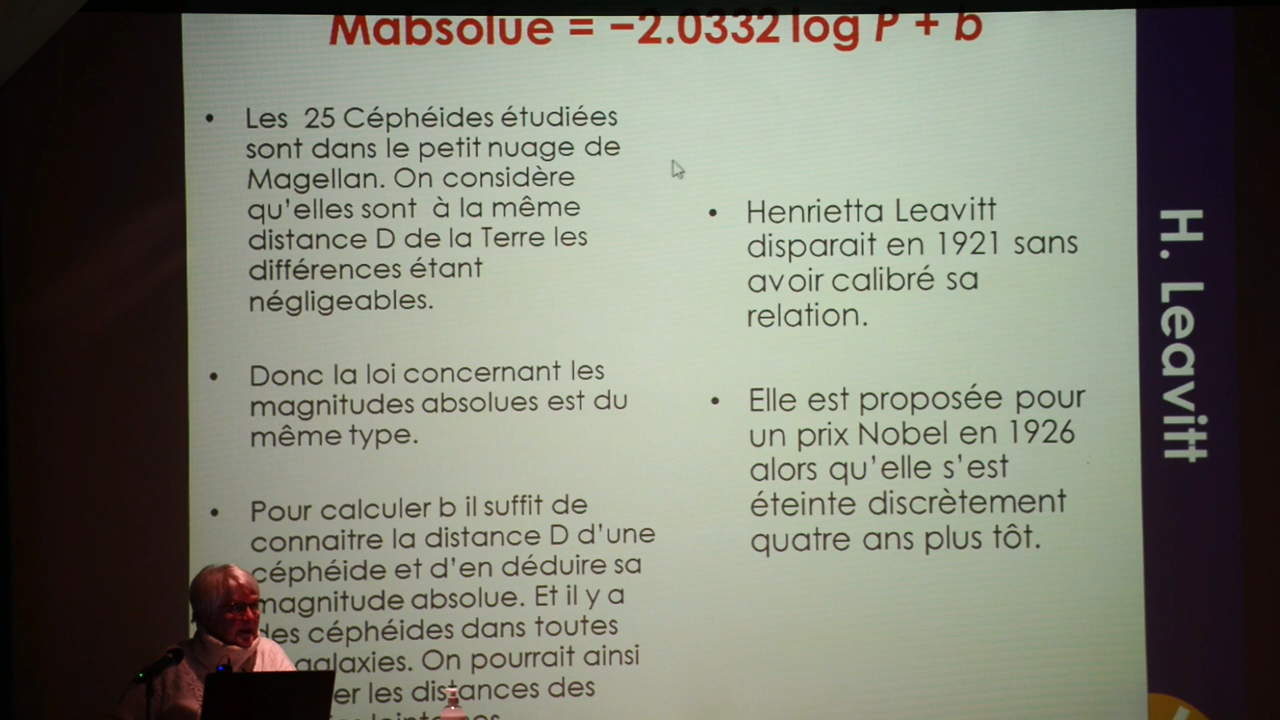 Mabsolue = −2.0332 log P + b
• Les 25 Céphéides étudiées
sont dans le petit nuage de
Magellan. On considère
qu'elles sont à la même
distance D de la Terre les
différences étant
négligeables.
• Donc la loi concernant les
magnitudes absolues est du
même type.
• Pour calculer b il suffit de
connaitre la distance D d'une
céphéide et d'en déduire sa
magnitude absolue. Et il y a
des céphéides dans toutes
galaxies. On pourrait ainsi
les distances des
• Henrietta Leavitt
disparait en 1921 sans
avoir calibré sa
relation.
• Elle est proposée pour
un prix Nobel en 1926
alors qu'elle s'est
éteinte discrètement
quatre ans plus tôt.
H. Leavitt